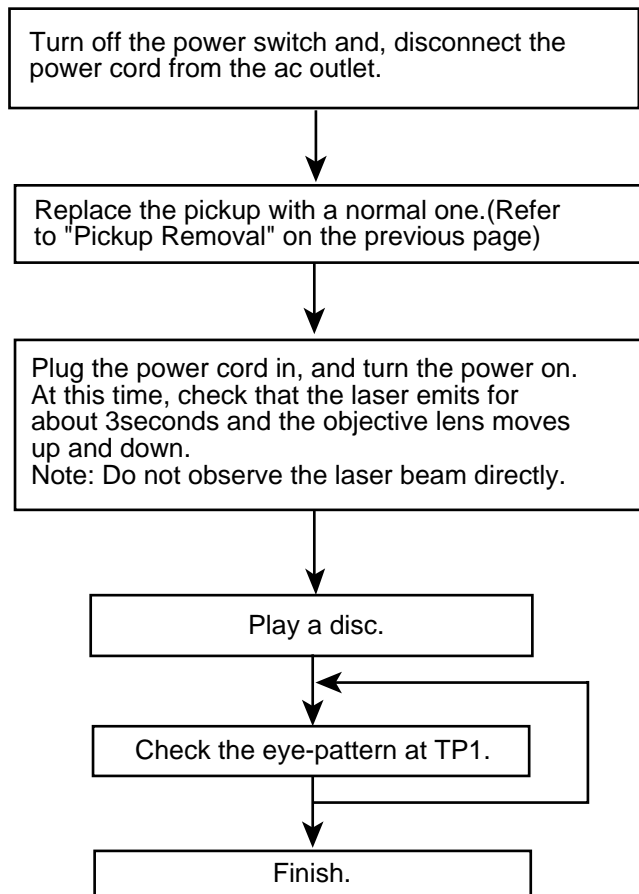 Turn off the power switch and, disconnect the
power cord from the ac outlet.
Replace the pickup with a normal one.(Refer
to "Pickup Removal" on the previous page)
Plug the power cord in, and turn the power on.
At this time, check that the laser emits for
about 3seconds and the objective lens moves
up and down.
Note: Do not observe the laser beam directly.
Play a disc.
Check the eye-pattern at TP1.
Finish.